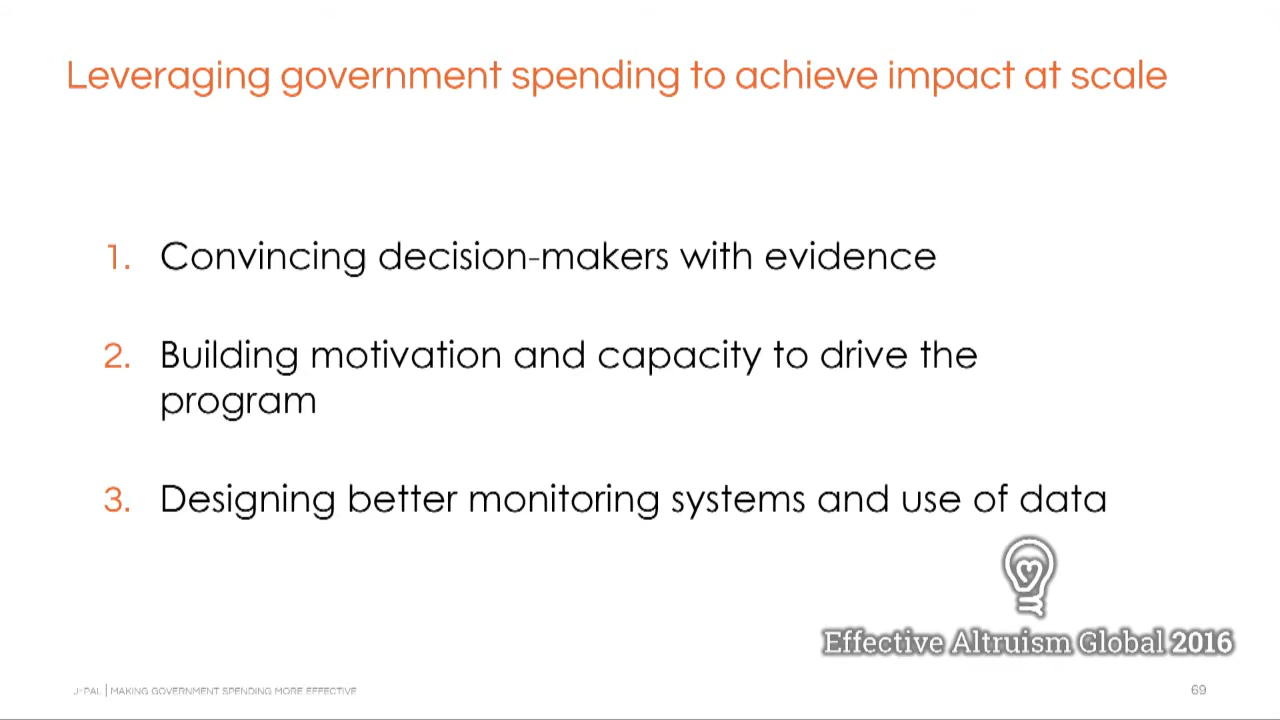 Leveraging government spending to achieve impact at scale
1. Convincing decision-makers with evidence
2. Building motivation and capacity to drive the
program
3. Designing better monitoring systems and use of data
Effective Altruism Global 2016
J-PAL | MAKING GOVERNMENT SPENDING MORE EFFECTIVE
69